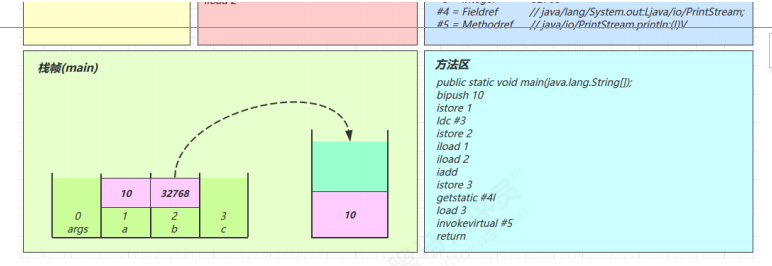 #4 = Fieldref // java/lang/System.out:Ljava/io/PrintStream;
#5 = Methodref // java/io/PrintStream.println:(I)V
栈帧(main)
10 32768
0 1 2 3
args a b c
10
方法区
public static void main(java.lang.String[]);
bipush 10
istore 1
ldc #3
istore 2
iload 1
iload 2
iadd
istore 3
getstatic #4l
load 3
invokevirtual #5
return